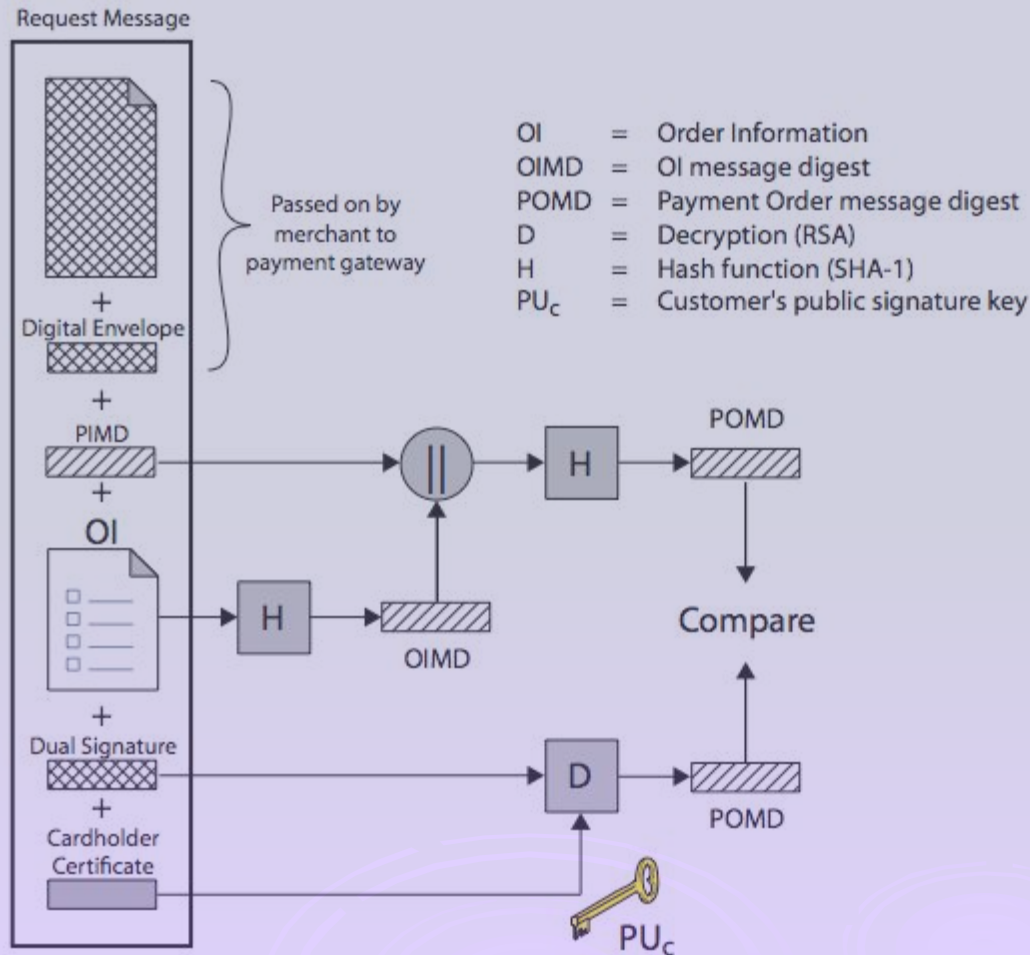 Request Message
Passed on by
merchant to
payment gateway
OI = Order Information
OIMD = OI message digest
POMD = Payment Order message digest
D = Decryption (RSA)
H = Hash function (SHA-1)
PUc = Customer's public signature key
+
Digital Envelope
+
PIMD
+
OI
+
Dual Signature
+
Cardholder
Certificate
||
H
POMD
H
OIMD
Compare
D
POMD
PUc